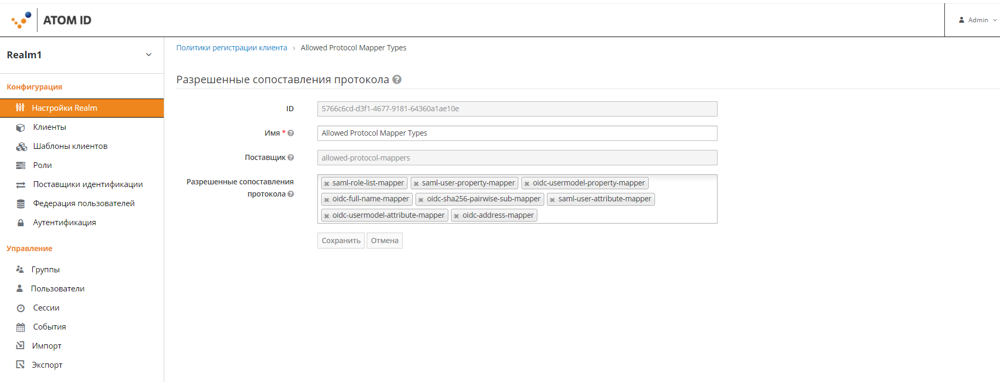 ATOM ID
Admin
Realm1
Конфигурация
Настройки Realm
Клиенты
Шаблоны клиентов
Роли
Поставщики идентификации
Федерация пользователей
Аутентификация
Управление
Группы
Пользователи
Сессии
События
Импорт
Экспорт
Политики регистрации клиента › Allowed Protocol Mapper Types
Разрешенные сопоставления протокола
ID 5766c6cd-d3f1-4677-9181-64360a1ae10e
Имя * Allowed Protocol Mapper Types
Поставщик allowed-protocol-mappers
Разрешенные сопоставления
протокола
saml-role-list-mapper saml-user-property-mapper oidc-usermodel-property-mapper
oidc-full-name-mapper oidc-sha256-pairwise-sub-mapper saml-user-attribute-mapper
oidc-usermodel-attribute-mapper oidc-address-mapper
Сохранить Отмена